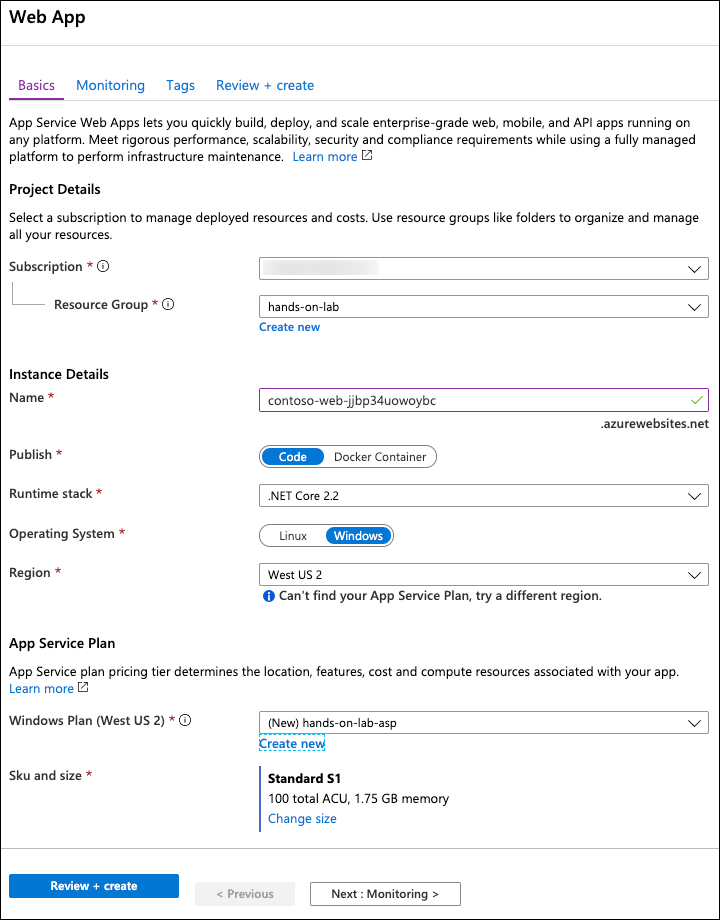 Web App
Basics Monitoring Tags Review + create
App Service Web Apps lets you quickly build, deploy, and scale enterprise-grade web, mobile, and API apps running on
any platform. Meet rigorous performance, scalability, security and compliance requirements while using a fully managed
platform to perform infrastructure maintenance. Learn more
Project Details
Select a subscription to manage deployed resources and costs. Use resource groups like folders to organize and manage
all your resources.
Subscription *
Resource Group * hands-on-lab
Create new
Instance Details
Name * contoso-web-jjbp34uowoybc
.azurewebsites.net
Publish * Code Docker Container
Runtime stack * .NET Core 2.2
Operating System * Linux Windows
Region * West US 2
Can't find your App Service Plan, try a different region.
App Service Plan
App Service plan pricing tier determines the location, features, cost and compute resources associated with your app.
Learn more
Windows Plan (West US 2) * (New) hands-on-lab-asp
Create new
Sku and size * Standard S1
100 total ACU, 1.75 GB memory
Change size
Review + create < Previous Next : Monitoring >